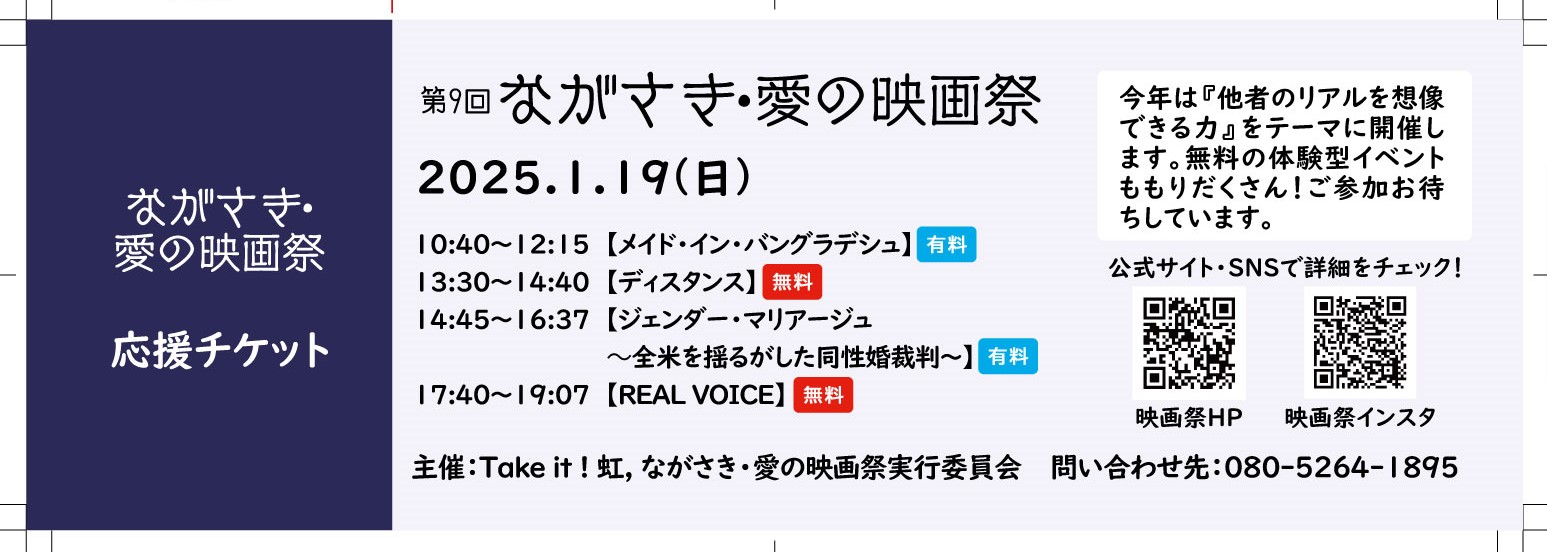 ながさき・
愛の映画祭
応援チケット
第9回 ながさき・愛の映画祭
2025.1.19(日)
10:40～12:15【メイド・イン・バングラデシュ】有料
13:30～14:40【ディスタンス】無料
14:45～16:37【ジェンダー・マリアージュ
～全米を揺るがした同性婚裁判～】有料
17:40～19:07【REAL VOICE】無料
今年は『他者のリアルを想像
できる力』をテーマに開催し
ます。無料の体験型イベント
ももりだくさん！ご参加お待
ちしています。
公式サイト・SNSで詳細をチェック！
映画祭HP
映画祭インスタ
主催：Take it！虹，ながさき・愛の映画祭実行委員会　問い合わせ先：080-5264-1895